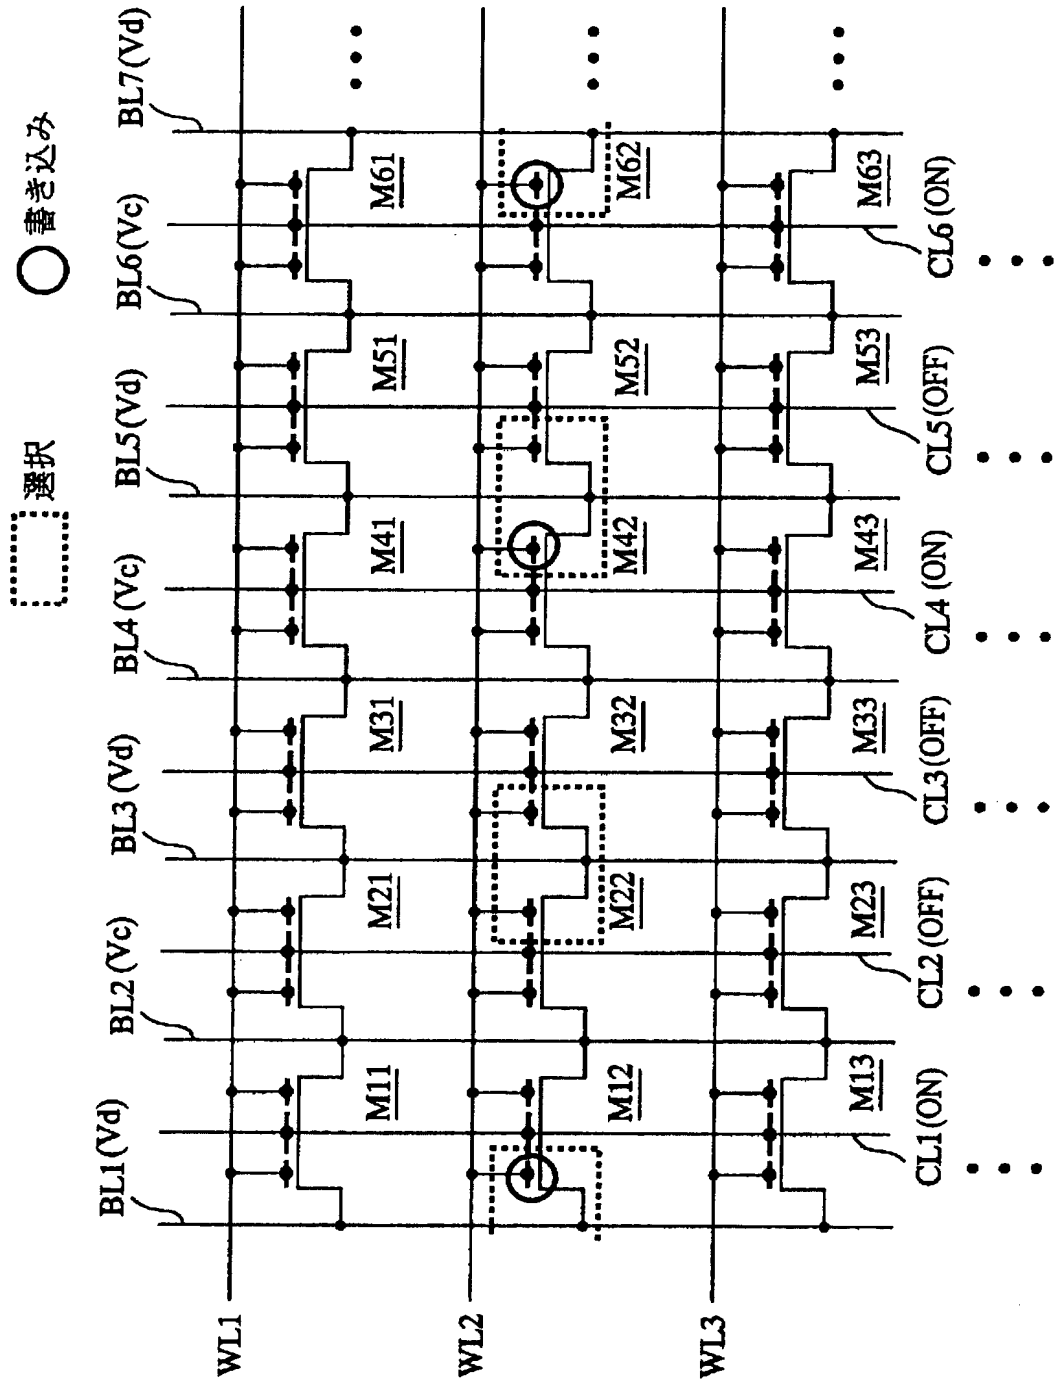 選択
書き込み
BL1(Vd)
BL2(Vc)
BL3(Vd)
BL4(Vc)
BL5(Vd)
BL6(Vc)
BL7(Vd)
WL1
M11
M21
M31
M41
M51
M61
WL2
M12
M22
M32
M42
M52
M62
WL3
M13
M23
M33
M43
M53
M63
CL1(ON)
CL2(OFF)
CL3(OFF)
CL4(ON)
CL5(OFF)
CL6(ON)